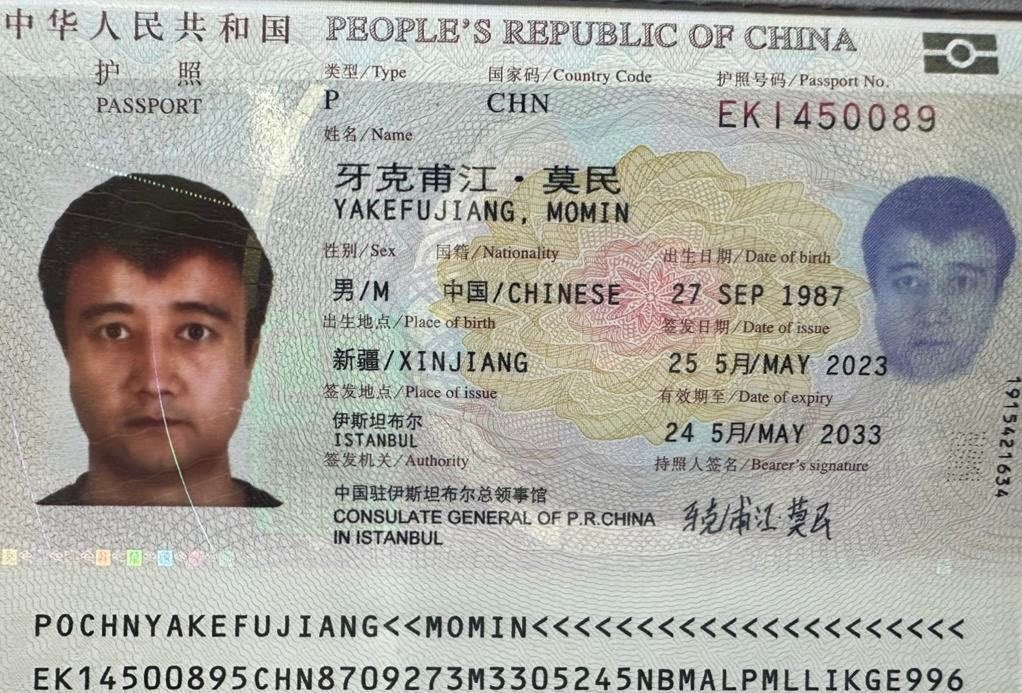 中华人民共和国 PEOPLE'S REPUBLIC OF CHINA
护 照
PASSPORT
类型/Type 国家码/Country Code 护照号码/Passport No.
P CHN EK1450089
姓名/Name
牙克甫江·莫民
YAKEFUJIANG, MOMIN
性别/Sex 国籍/Nationality 出生日期/Date of birth
男/M 中国/CHINESE 27 SEP 1987
出生地点/Place of birth 签发日期/Date of issue
新疆/XINJIANG 25 5月/MAY 2023
签发地点/Place of issue 有效期至/Date of expiry
伊斯坦布尔
ISTANBUL
24 5月/MAY 2033
签发机关/Authority 持照人签名/Bearer's signature
中国驻伊斯坦布尔总领事馆
CONSULATE GENERAL OF P.R.CHINA
IN ISTANBUL
牙克甫江莫民
1915421634
POCHNYAKEFUJIANG<<MOMIN<<<<<<<<<<<<<<<<<<<<<
EK14500895CHN8709273M3305245NBMALPMLLIKGE996